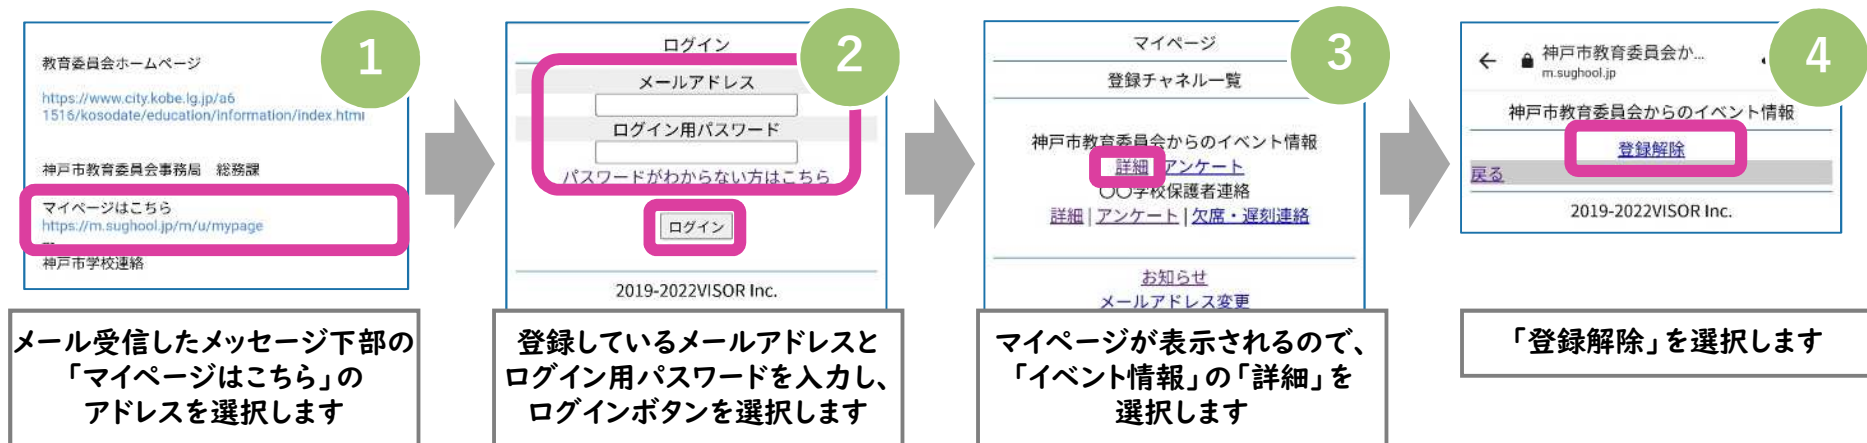 1
教育委員会ホームページ
https://www.city.kobe.lg.jp/a6
1516/kosodate/education/information/index.html
神戸市教育委員会事務局 総務課
マイページはこちら
https://m.sughool.jp/m/u/mypage
神戸市学校連絡
メール受信したメッセージ下部の
「マイページはこちら」の
アドレスを選択します
2
ログイン
メールアドレス
ログイン用パスワード
パスワードがわからない方はこちら
ログイン
2019-2022VISOR Inc.
登録しているメールアドレスと
ログイン用パスワードを入力し、
ログインボタンを選択します
3
マイページ
登録チャネル一覧
神戸市教育委員会からのイベント情報
詳細 アンケート
〇〇学校保護者連絡
詳細 | アンケート | 欠席・遅刻連絡
お知らせ
メールアドレス変更
マイページが表示されるので、
「イベント情報」の「詳細」を
選択します
4
神戸市教育委員会か...
m.sughool.jp
神戸市教育委員会からのイベント情報
登録解除
戻る
2019-2022VISOR Inc.
「登録解除」を選択します